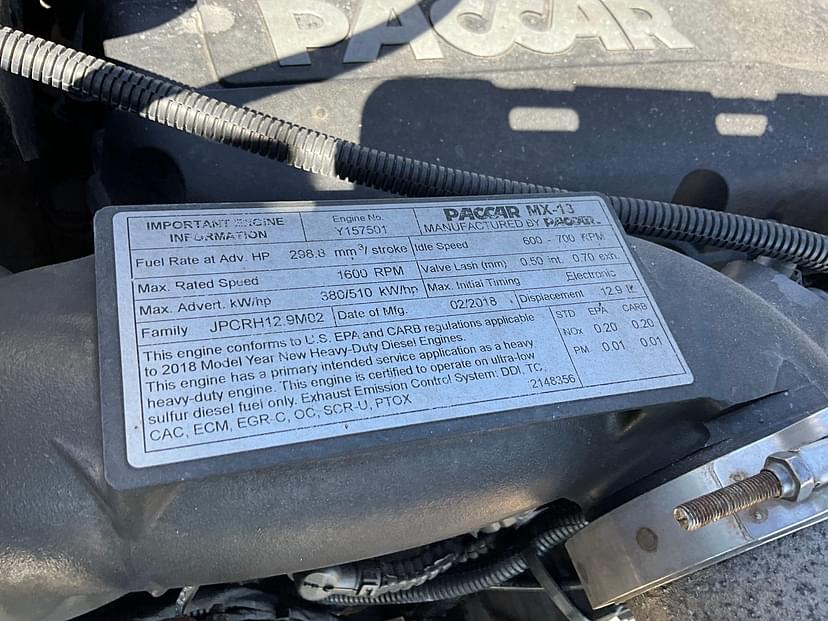 PACCAR
IMPORTANT ENGINE INFORMATION
Engine No. Y157501
PACCAR MX-13
MANUFACTURED BY PACCAR
Fuel Rate at Adv. HP 298.8 mm³/ stroke
Idle Speed 600 - 700 RPM
Max. Rated Speed 1600 RPM
Valve Lash (mm) 0.50 int. 0.70 exh.
Max. Advert. kW/hp 380/510 kW/hp
Max. Initial Timing Electronic
Family JPCRH12.9M02
Date of Mfg. 02/2018
Displacement 12.9
This engine conforms to U.S. EPA and CARB regulations applicable
to 2018 Model Year New Heavy-Duty Diesel Engines.
This engine has a primary intended service application as a heavy
heavy-duty engine. This engine is certified to operate on ultra-low
sulfur diesel fuel only. Exhaust Emission Control System: DDI, TC,
CAC, ECM, EGR-C, OC, SCR-U, PTOX
2148356
STD EPA CARB
NOx 0.20 0.20
PM 0.01 0.01